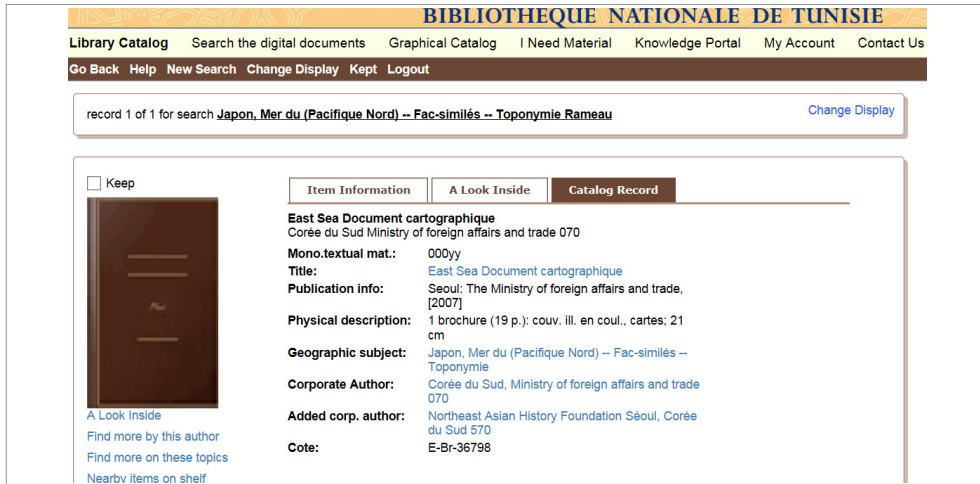 BIBLIOTHEQUE NATIONALE DE TUNISIE
Library Catalog Search the digital documents Graphical Catalog I Need Material Knowledge Portal My Account Contact Us
Go Back Help New Search Change Display Kept Logout
record 1 of 1 for search Japon, Mer du (Pacifique Nord) -- Fac-similés -- Toponymie Rameau Change Display
Keep
Item Information A Look Inside Catalog Record
East Sea Document cartographique
Corée du Sud Ministry of foreign affairs and trade 070
Mono.textual mat.: 000yy
Title: East Sea Document cartographique
Publication info: Seoul: The Ministry of foreign affairs and trade,
[2007]
Physical description: 1 brochure (19 p.): couv. ill. en coul., cartes; 21
cm
Geographic subject: Japon, Mer du (Pacifique Nord) -- Fac-similés --
Toponymie
Corporate Author: Corée du Sud, Ministry of foreign affairs and trade
070
Added corp. author: Northeast Asian History Foundation Séoul, Corée
du Sud 570
Cote: E-Br-36798
A Look Inside
Find more by this author
Find more on these topics
Nearby items on shelf